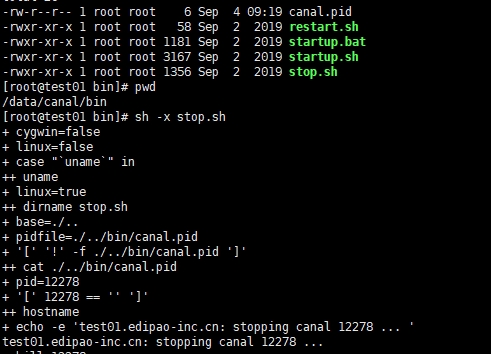 -rw-r--r-- 1 root root    6 Sep  4 09:19 canal.pid
-rwxr-xr-x 1 root root   58 Sep  2  2019 restart.sh
-rwxr-xr-x 1 root root 1181 Sep  2  2019 startup.bat
-rwxr-xr-x 1 root root 3167 Sep  2  2019 startup.sh
-rwxr-xr-x 1 root root 1356 Sep  2  2019 stop.sh
[root@test01 bin]# pwd
/data/canal/bin
[root@test01 bin]# sh -x stop.sh
+ cygwin=false
+ linux=false
+ case "`uname`" in
++ uname
+ linux=true
++ dirname stop.sh
+ base=./..
+ pidfile=./../bin/canal.pid
+ '[' '!' -f ./../bin/canal.pid ']'
++ cat ./../bin/canal.pid
+ pid=12278
+ '[' 12278 == '' ']'
++ hostname
+ echo -e 'test01.edipao-inc.cn: stopping canal 12278 ... '
test01.edipao-inc.cn: stopping canal 12278 ...